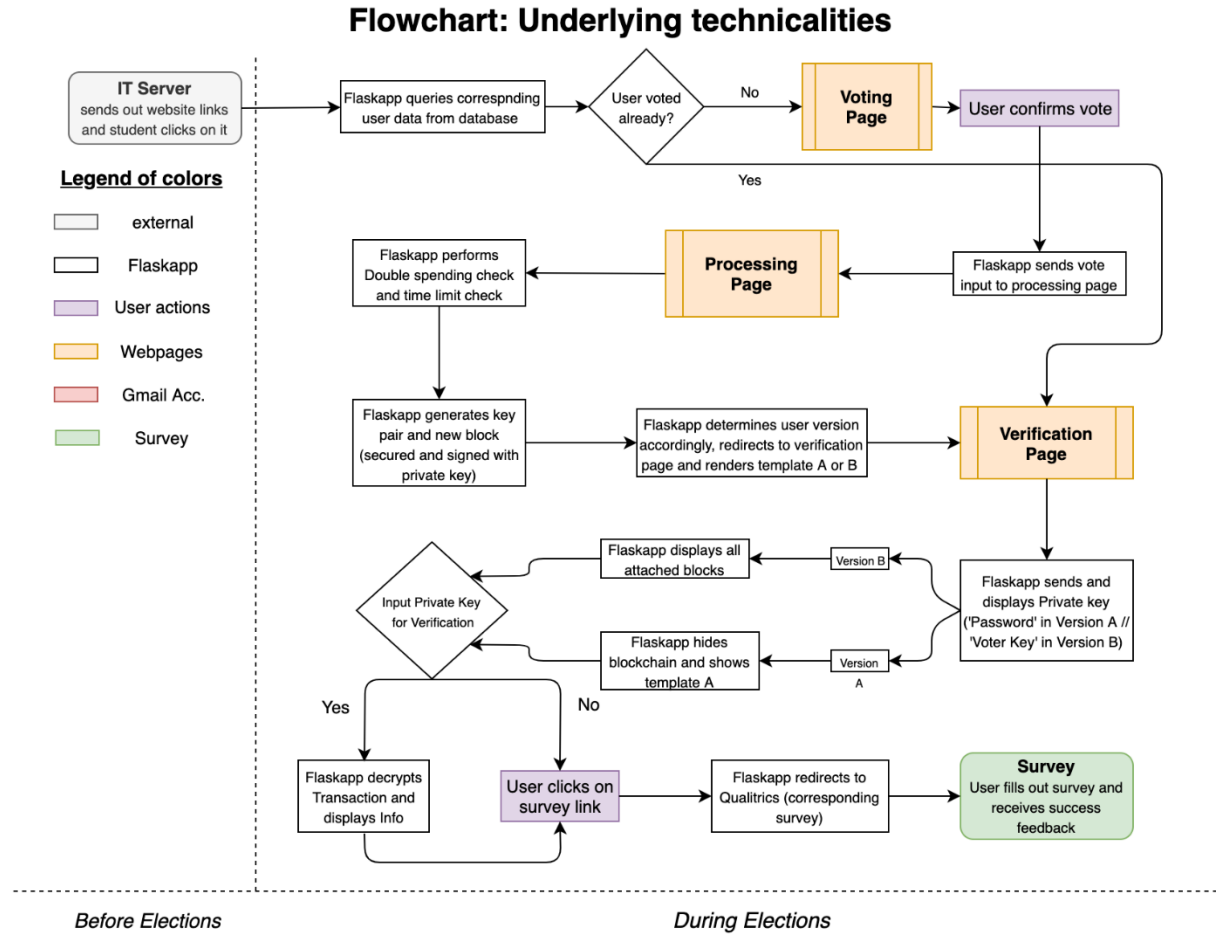 Flowchart: Underlying technicalities
IT Server
sends out website links
and student clicks on it
Flaskapp queries correspnding
user data from database
User voted
already?
No
Voting
Page
User confirms vote
Yes
Legend of colors
external
Flaskapp
User actions
Webpages
Gmail Acc.
Survey
Flaskapp performs
Double spending check
and time limit check
Processing
Page
Flaskapp sends vote
input to processing page
Flaskapp generates key
pair and new block
(secured and signed with
private key)
Flaskapp determines user version
accordingly, redirects to verification
page and renders template A or B
Verification
Page
Flaskapp sends and
displays Private key
('Password' in Version A //
'Voter Key' in Version B)
Version B
Flaskapp displays all
attached blocks
Version
A
Flaskapp hides
blockchain and shows
template A
Input Private Key
for Verification
Yes
No
Flaskapp decrypts
Transaction and
displays Info
User clicks on
survey link
Flaskapp redirects to
Qualitrics (corresponding
survey)
Survey
User fills out survey and
receives success
feedback
Before Elections
During Elections